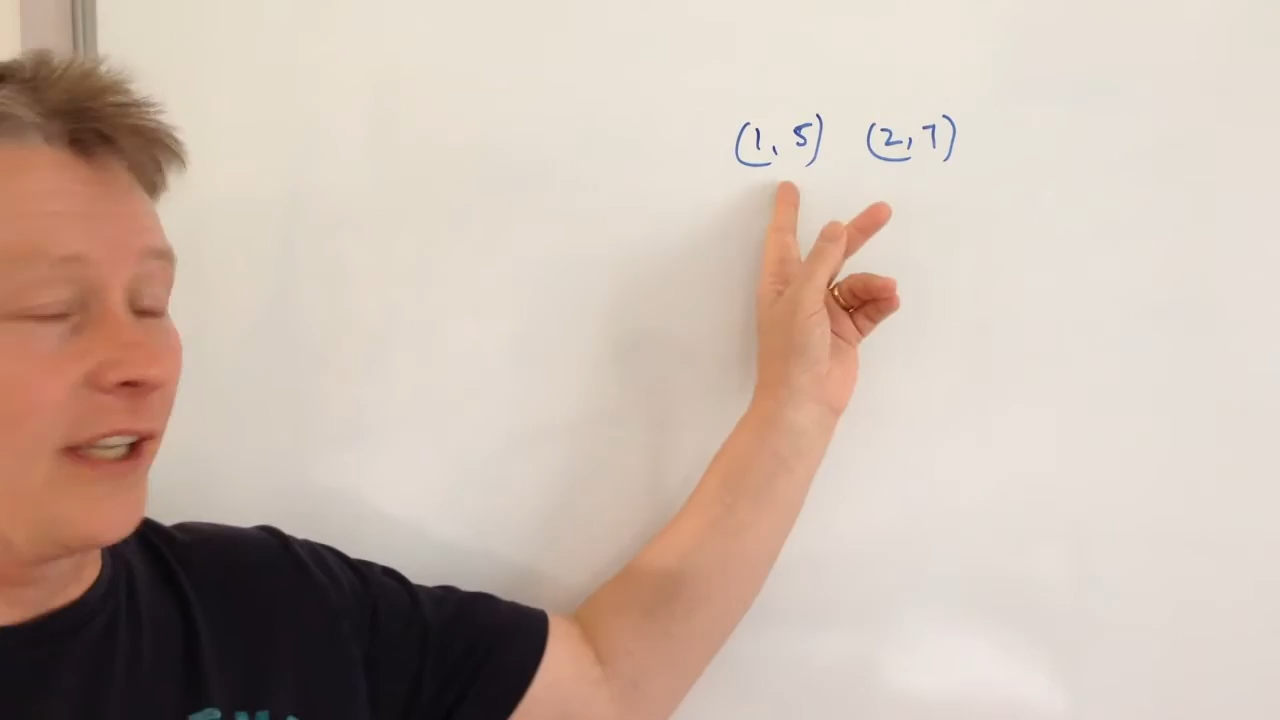 (1, 5) (2, 7)